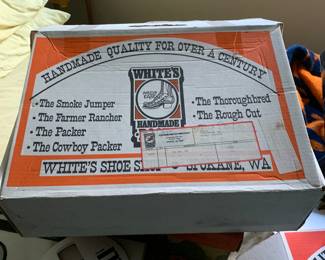 HANDMADE QUALITY FOR OVER A CENTURY
WHITE'S
HANDMADE
• The Smoke Jumper
• The Farmer Rancher
• The Packer
• The Cowboy Packer
• The Thoroughbred
• The Rough Cut
WHITE'S SHOE SHOP SPOKANE, WA